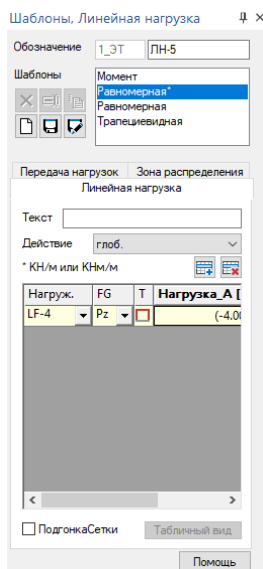 Шаблоны, Линейная нагрузка
Обозначение 1_ЭТ ЛН-5
Шаблоны
Момент
Равномерная*
Равномерная
Трапециевидная
Передача нагрузок Зона распределения
Линейная нагрузка
Текст
Действие глоб.
* КН/м или КНм/м
Нагруж. FG T Нагрузка_А [
LF-4 Pz (-4.00
ПодгонкаСетки Табличный вид
Помощь